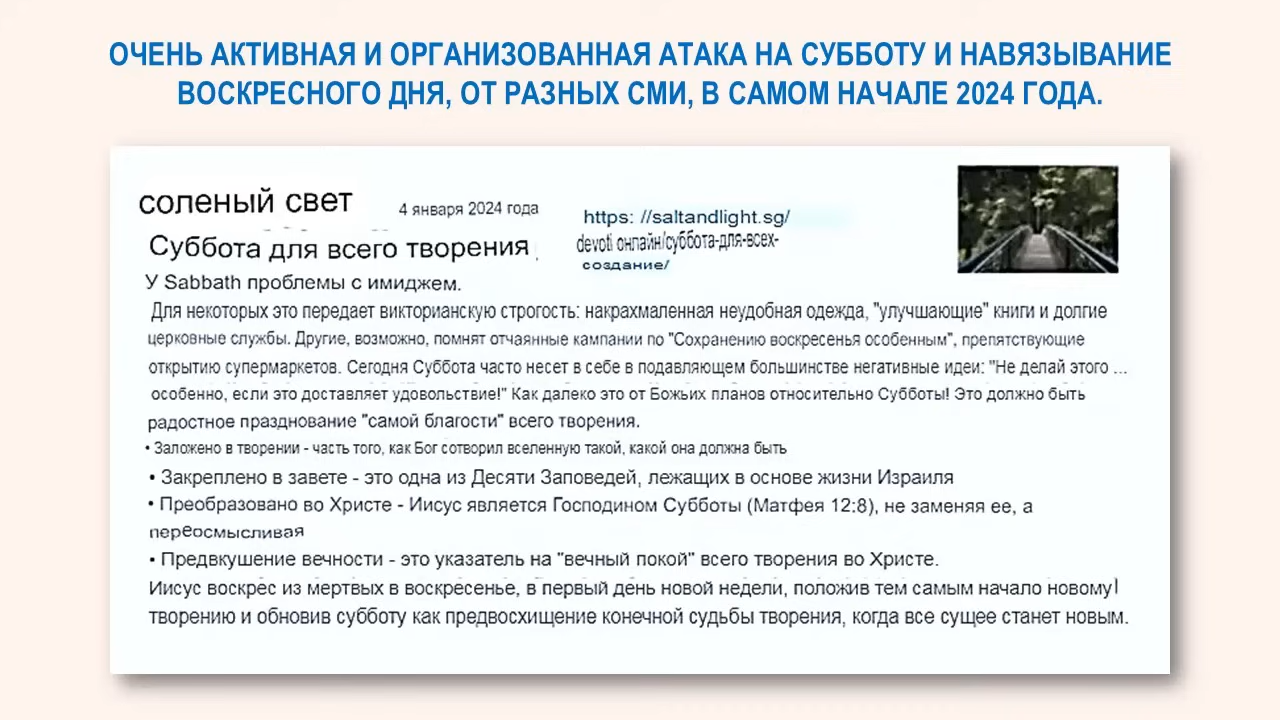 ОЧЕНЬ АКТИВНАЯ И ОРГАНИЗОВАННАЯ АТАКА НА СУББОТУ И НАВЯЗЫВАНИЕ
ВОСКРЕСНОГО ДНЯ, ОТ РАЗНЫХ СМИ, В САМОМ НАЧАЛЕ 2024 ГОДА.
соленый свет
4 января 2024 года
https: //saltandlight.sg/
devoti онлайн/суббота-для-всех-
создание/
Суббота для всего творения
У Sabbath проблемы с имиджем.
Для некоторых это передает викторианскую строгость: накрахмаленная неудобная одежда, "улучшающие" книги и долгие
церковные службы. Другие, возможно, помнят отчаянные кампании по "Сохранению воскресенья особенным", препятствующие
открытию супермаркетов. Сегодня Суббота часто несет в себе в подавляющем большинстве негативные идеи: "Не делай этого ...
особенно, если это доставляет удовольствие!" Как далеко это от Божьих планов относительно Субботы! Это должно быть
радостное празднование "самой благости" всего творения.
• Заложено в творении - часть того, как Бог сотворил вселенную такой, какой она должна быть
• Закреплено в завете - это одна из Десяти Заповедей, лежащих в основе жизни Израиля
• Преобразовано во Христе - Иисус является Господином Субботы (Матфея 12:8), не заменяя ее, а
переосмысливая
• Предвкушение вечности - это указатель на "вечный покой" всего творения во Христе.
Иисус воскрес из мертвых в воскресенье, в первый день новой недели, положив тем самым начало новому
творению и обновив субботу как предвосхищение конечной судьбы творения, когда все сущее станет новым.